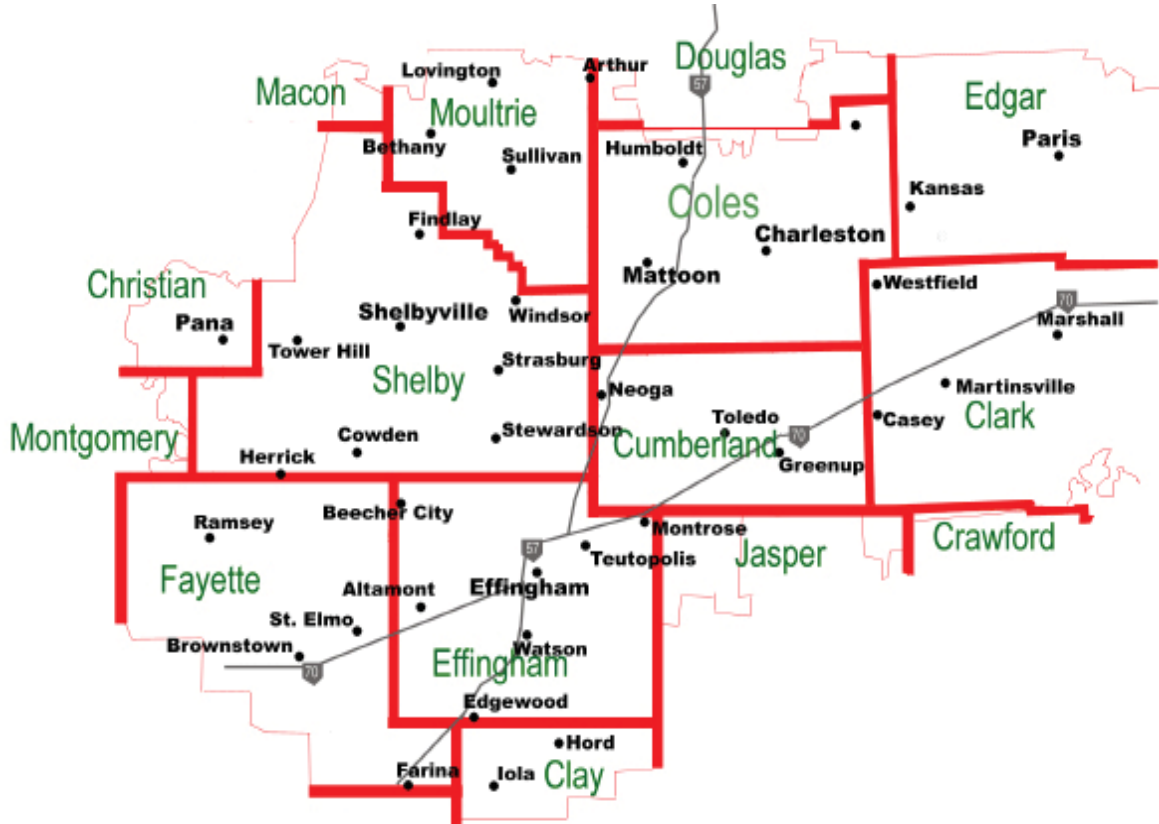 Douglas
Arthur
Lovington
57
Macon
Edgar
Moultrie
Paris
Bethany
Sullivan
Humboldt
Kansas
Coles
Findlay
Charleston
Mattoon
Christian
Westfield
70
Pana
Shelbyville
Windsor
Marshall
Tower Hill
Strasburg
Shelby
Neoga
Martinsville
Toledo
Casey
Clark
Montgomery
Cowden
Stewardson
Cumberland
70
Herrick
Greenup
Beecher City
Ramsey
Montrose
Jasper
Crawford
57
Teutopolis
Fayette
Altamont
Effingham
St. Elmo
Brownstown
Watson
Effingham
70
Edgewood
Hord
Farina
Iola
Clay